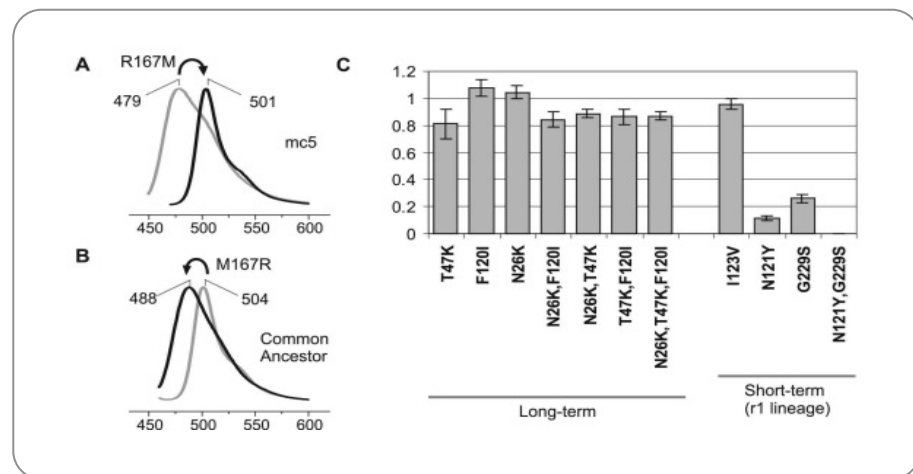 A
R167M
479
501
mc5
450
500
550
600
B
M167R
488
504
Common
Ancestor
450
500
550
600
C
1.2
1
0.8
0.6
0.4
0.2
0
T47K
F120I
N26K
N26K,F120I
N26K,T47K
T47K,F120I
N26K,T47K,F120I
I123V
N121Y
G229S
N121Y,G229S
Long-term
Short-term
(r1 lineage)